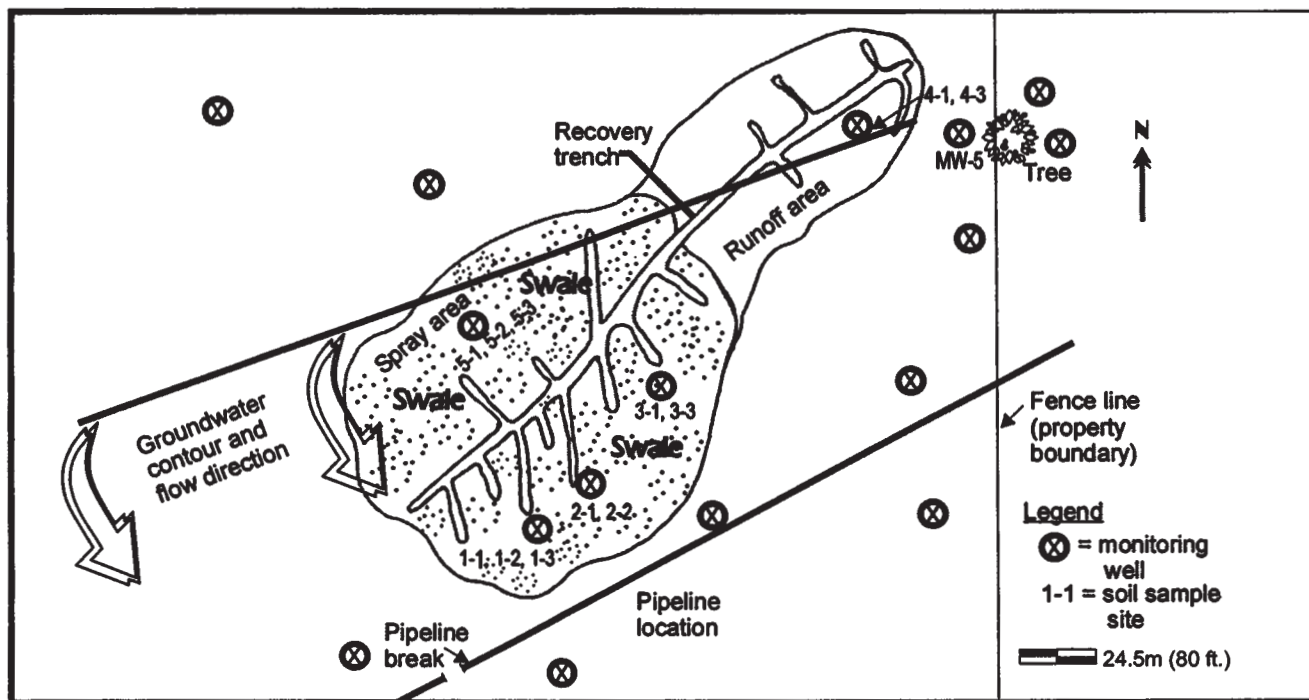 4-1, 4-3
Recovery
trench
MW-5
Tree
N
Runoff area
Swale
Spray area
5-1, 5-2, 5-3
Swale
3-1, 3-3
Swale
Groundwater
contour and
flow direction
2-1, 2-2
1-1, 1-2, 1-3
Fence line
(property
boundary)
Pipeline
location
Pipeline
break
Legend
X = monitoring
well
1-1 = soil sample
site
24.5m (80 ft.)